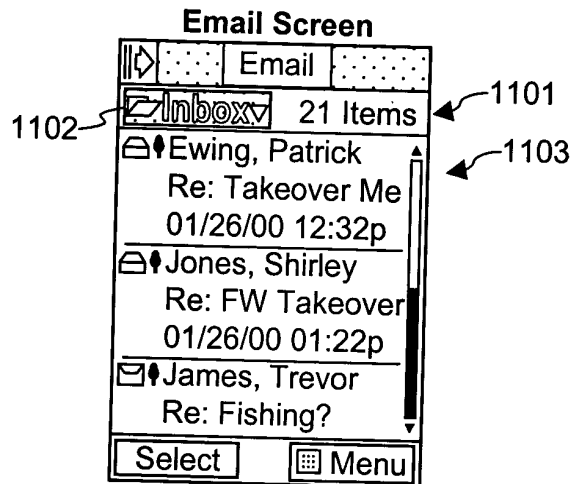 Email Screen
Email
Inbox 21 Items
1101
1102
1103
Ewing, Patrick
Re: Takeover Me
01/26/00 12:32p
Jones, Shirley
Re: FW Takeover
01/26/00 01:22p
James, Trevor
Re: Fishing?
Select Menu